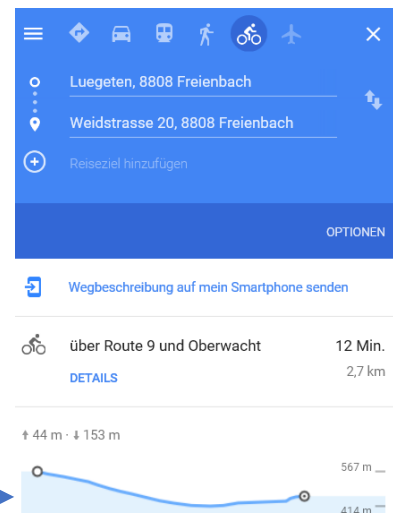 Luegeten, 8808 Freienbach
Weidstrasse 20, 8808 Freienbach
Reiseziel hinzufügen
OPTIONEN
Wegbeschreibung auf mein Smartphone senden
über Route 9 und Oberwacht 12 Min.
DETAILS 2,7 km
↑ 44 m · ↓ 153 m
567 m
414 m